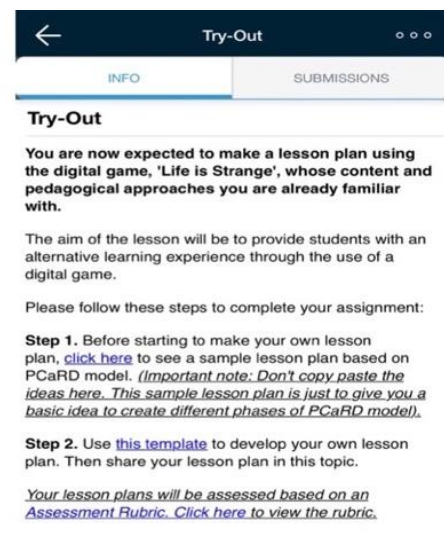 Try-Out
INFO
SUBMISSIONS
Try-Out
You are now expected to make a lesson plan using
the digital game, 'Life is Strange', whose content and
pedagogical approaches you are already familiar
with.
The aim of the lesson will be to provide students with an
alternative learning experience through the use of a
digital game.
Please follow these steps to complete your assignment:
Step 1. Before starting to make your own lesson
plan, click here to see a sample lesson plan based on
PCaRD model. (Important note: Don't copy paste the
ideas here. This sample lesson plan is just to give you a
basic idea to create different phases of PCaRD model).
Step 2. Use this template to develop your own lesson
plan. Then share your lesson plan in this topic.
Your lesson plans will be assessed based on an
Assessment Rubric. Click here to view the rubric.